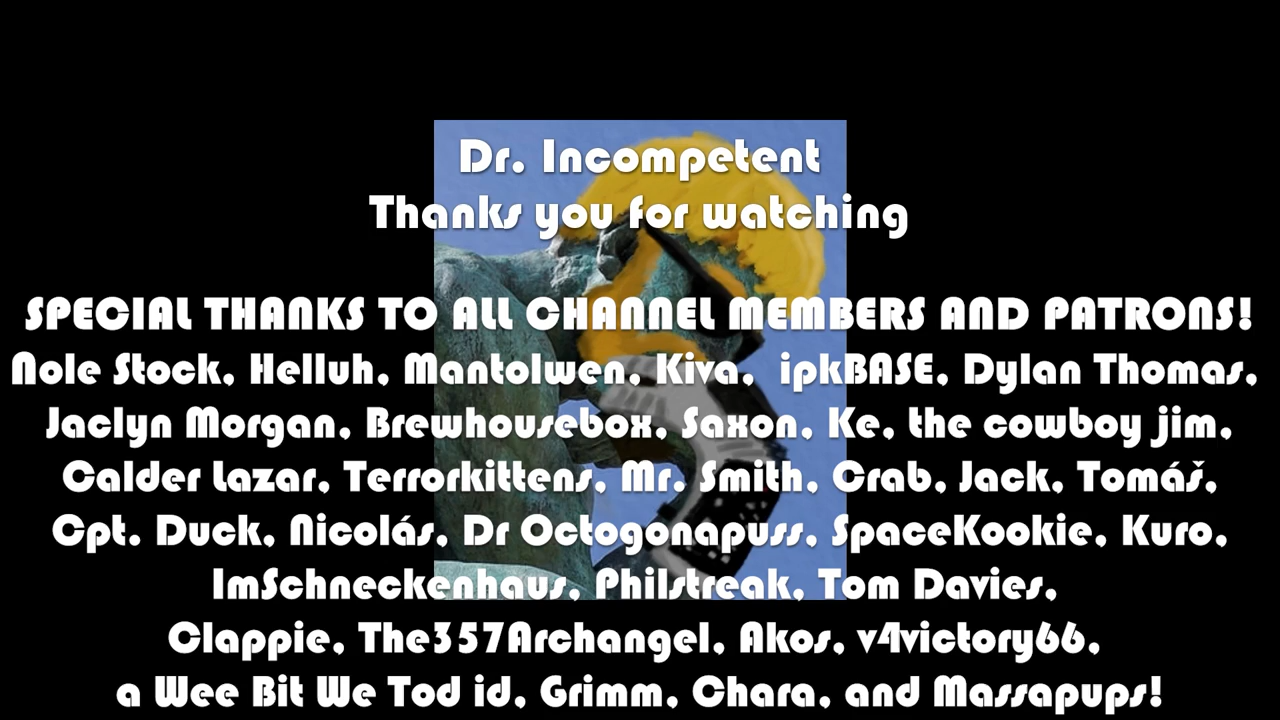 Dr. Incompetent
Thanks you for watching
SPECIAL THANKS TO ALL CHANNEL MEMBERS AND PATRONS!
Nole Stock, Helluh, Mantolwen, Kiva, ipkBASE, Dylan Thomas,
Jaclyn Morgan, Brewhousebox, Saxon, Ke, the cowboy jim,
Calder Lazar, Terrorkittens, Mr. Smith, Crab, Jack, Tomáš,
Cpt. Duck, Nicolás, Dr Octogonapuss, SpaceKookie, Kuro,
ImSchneckenhaus, Philstreak, Tom Davies,
Clappie, The357Archangel, Akos, v4victory66,
a Wee Bit We Tod id, Grimm, Chara, and Massapups!